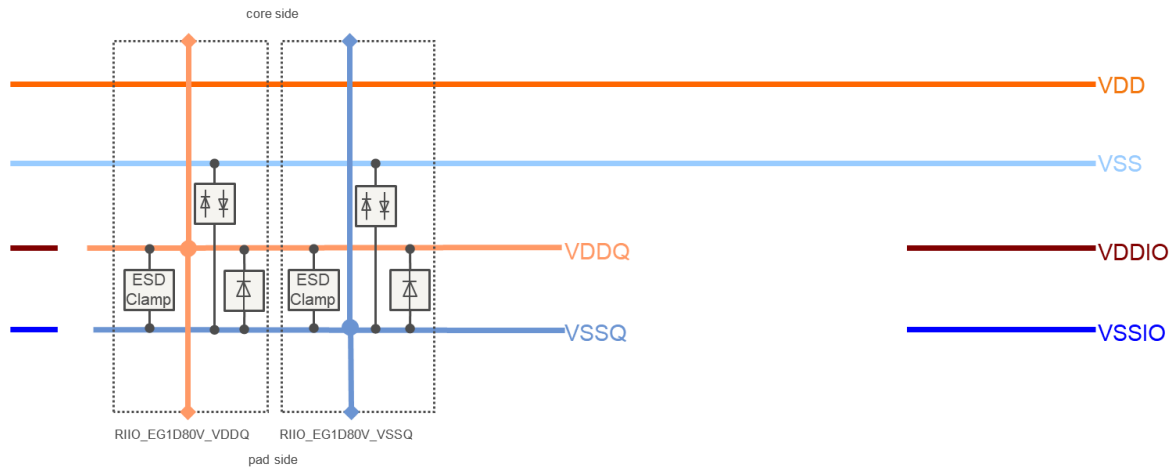 core side
VDD
VSS
VDDQ
VDDIO
ESD
Clamp
ESD
Clamp
VSSQ
VSSIO
RIIO_EG1D80V_VDDQ
RIIO_EG1D80V_VSSQ
pad side